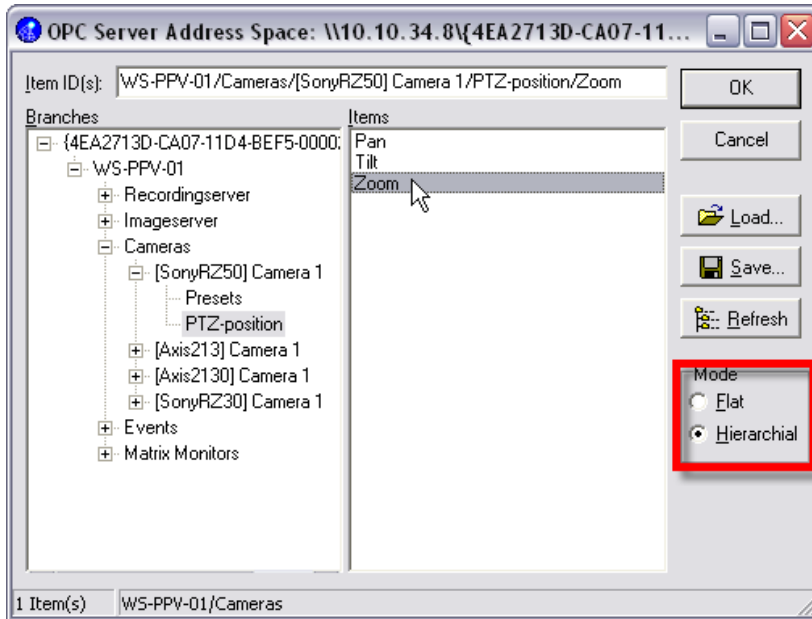 OPC Server Address Space: \\10.10.34.8\{4EA2713D-CA07-11...
Item ID(s): WS-PPV-01/Cameras/[SonyRZ50] Camera 1/PTZ-position/Zoom
OK
Cancel
Branches
{4EA2713D-CA07-11D4-BEF5-0000
WS-PPV-01
Recordingserver
Imageserver
Cameras
[SonyRZ50] Camera 1
Presets
PTZ-position
[Axis213] Camera 1
[Axis2130] Camera 1
[SonyRZ30] Camera 1
Events
Matrix Monitors
Items
Pan
Tilt
Zoom
Load...
Save...
Refresh
Mode
Flat
Hierarchial
1 Item(s) WS-PPV-01/Cameras